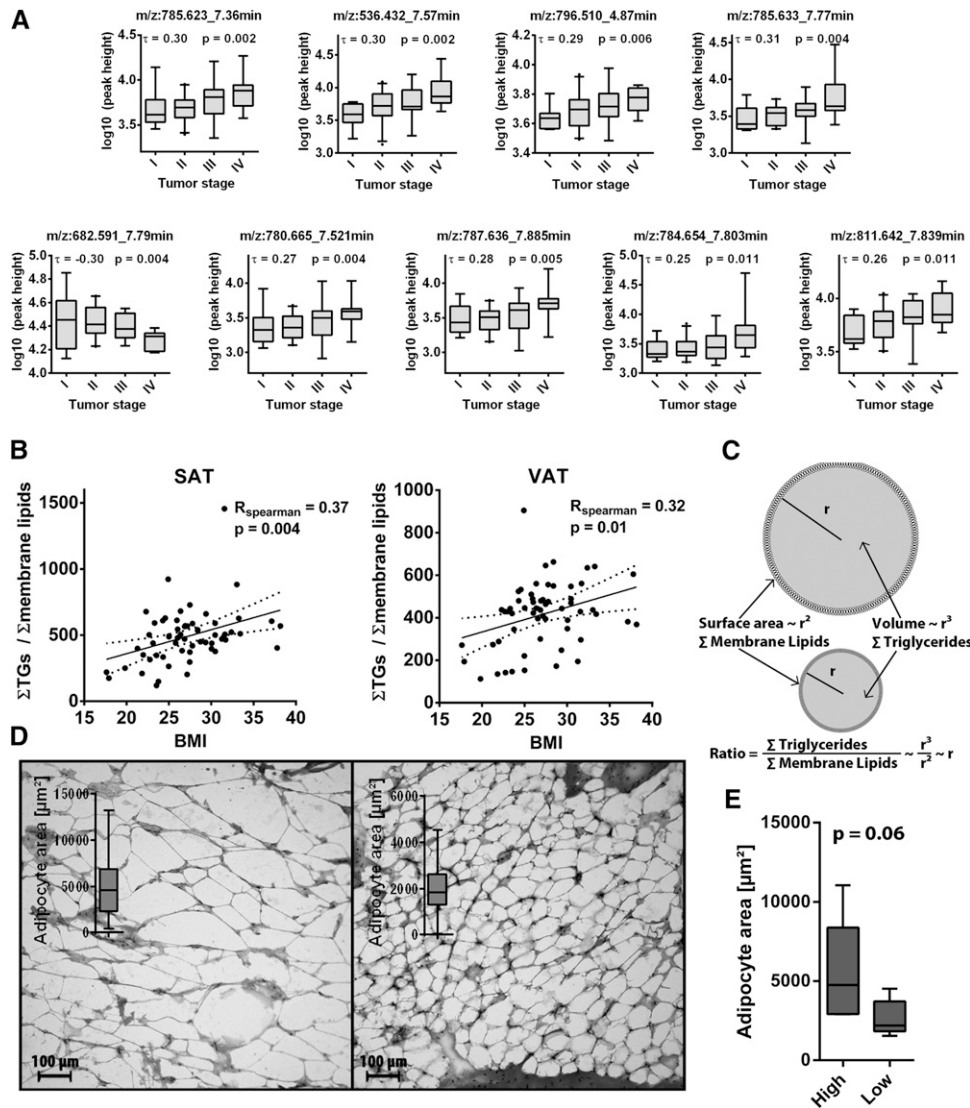 A
m/z:785.623_7.36min
τ = 0.30 p = 0.002
log10 (peak height)
4.5
4.0
3.5
I
II
III
IV
Tumor stage
m/z:536.432_7.57min
τ = 0.30 p = 0.002
log10 (peak height)
5.0
4.5
4.0
3.5
3.0
I
II
III
IV
Tumor stage
m/z:796.510_4.87min
τ = 0.29 p = 0.006
log10 (peak height)
4.2
4.0
3.8
3.6
3.4
I
II
III
IV
Tumor stage
m/z:785.633_7.77min
τ = 0.31 p = 0.004
log10 (peak height)
4.5
4.0
3.5
3.0
I
II
III
IV
Tumor stage
m/z:682.591_7.79min
τ = -0.30 p = 0.004
log10 (peak height)
5.0
4.8
4.6
4.4
4.2
4.0
I
II
III
IV
Tumor stage
m/z:780.665_7.521min
τ = 0.27 p = 0.004
log10 (peak height)
4.5
4.0
3.5
3.0
I
II
III
IV
Tumor stage
m/z:787.636_7.885min
τ = 0.28 p = 0.005
log10 (peak height)
4.5
4.0
3.5
3.0
I
II
III
IV
Tumor stage
m/z:784.654_7.803min
τ = 0.25 p = 0.011
log10 (peak height)
5.0
4.5
4.0
3.5
3.0
I
II
III
IV
Tumor stage
m/z:811.642_7.839min
τ = 0.26 p = 0.011
log10 (peak height)
4.5
4.0
3.5
I
II
III
IV
Tumor stage
B
SAT
R spearman = 0.37
p = 0.004
ΣTGs / Σmembrane lipids
1500
1000
500
0
15 20 25 30 35 40
BMI
VAT
R spearman = 0.32
p = 0.01
ΣTGs / Σmembrane lipids
1000
800
600
400
200
0
15 20 25 30 35 40
BMI
C
r
Surface area ~ r²
Σ Membrane Lipids
Volume ~ r³
Σ Triglycerides
r
Ratio = Σ Triglycerides / Σ Membrane Lipids ~ r³ / r² ~ r
D
Adipocyte area [µm²]
15000
10000
5000
0
100 µm
Adipocyte area [µm²]
6000
4000
2000
0
100 µm
E
p = 0.06
Adipocyte area [µm²]
15000
10000
5000
0
High
Low